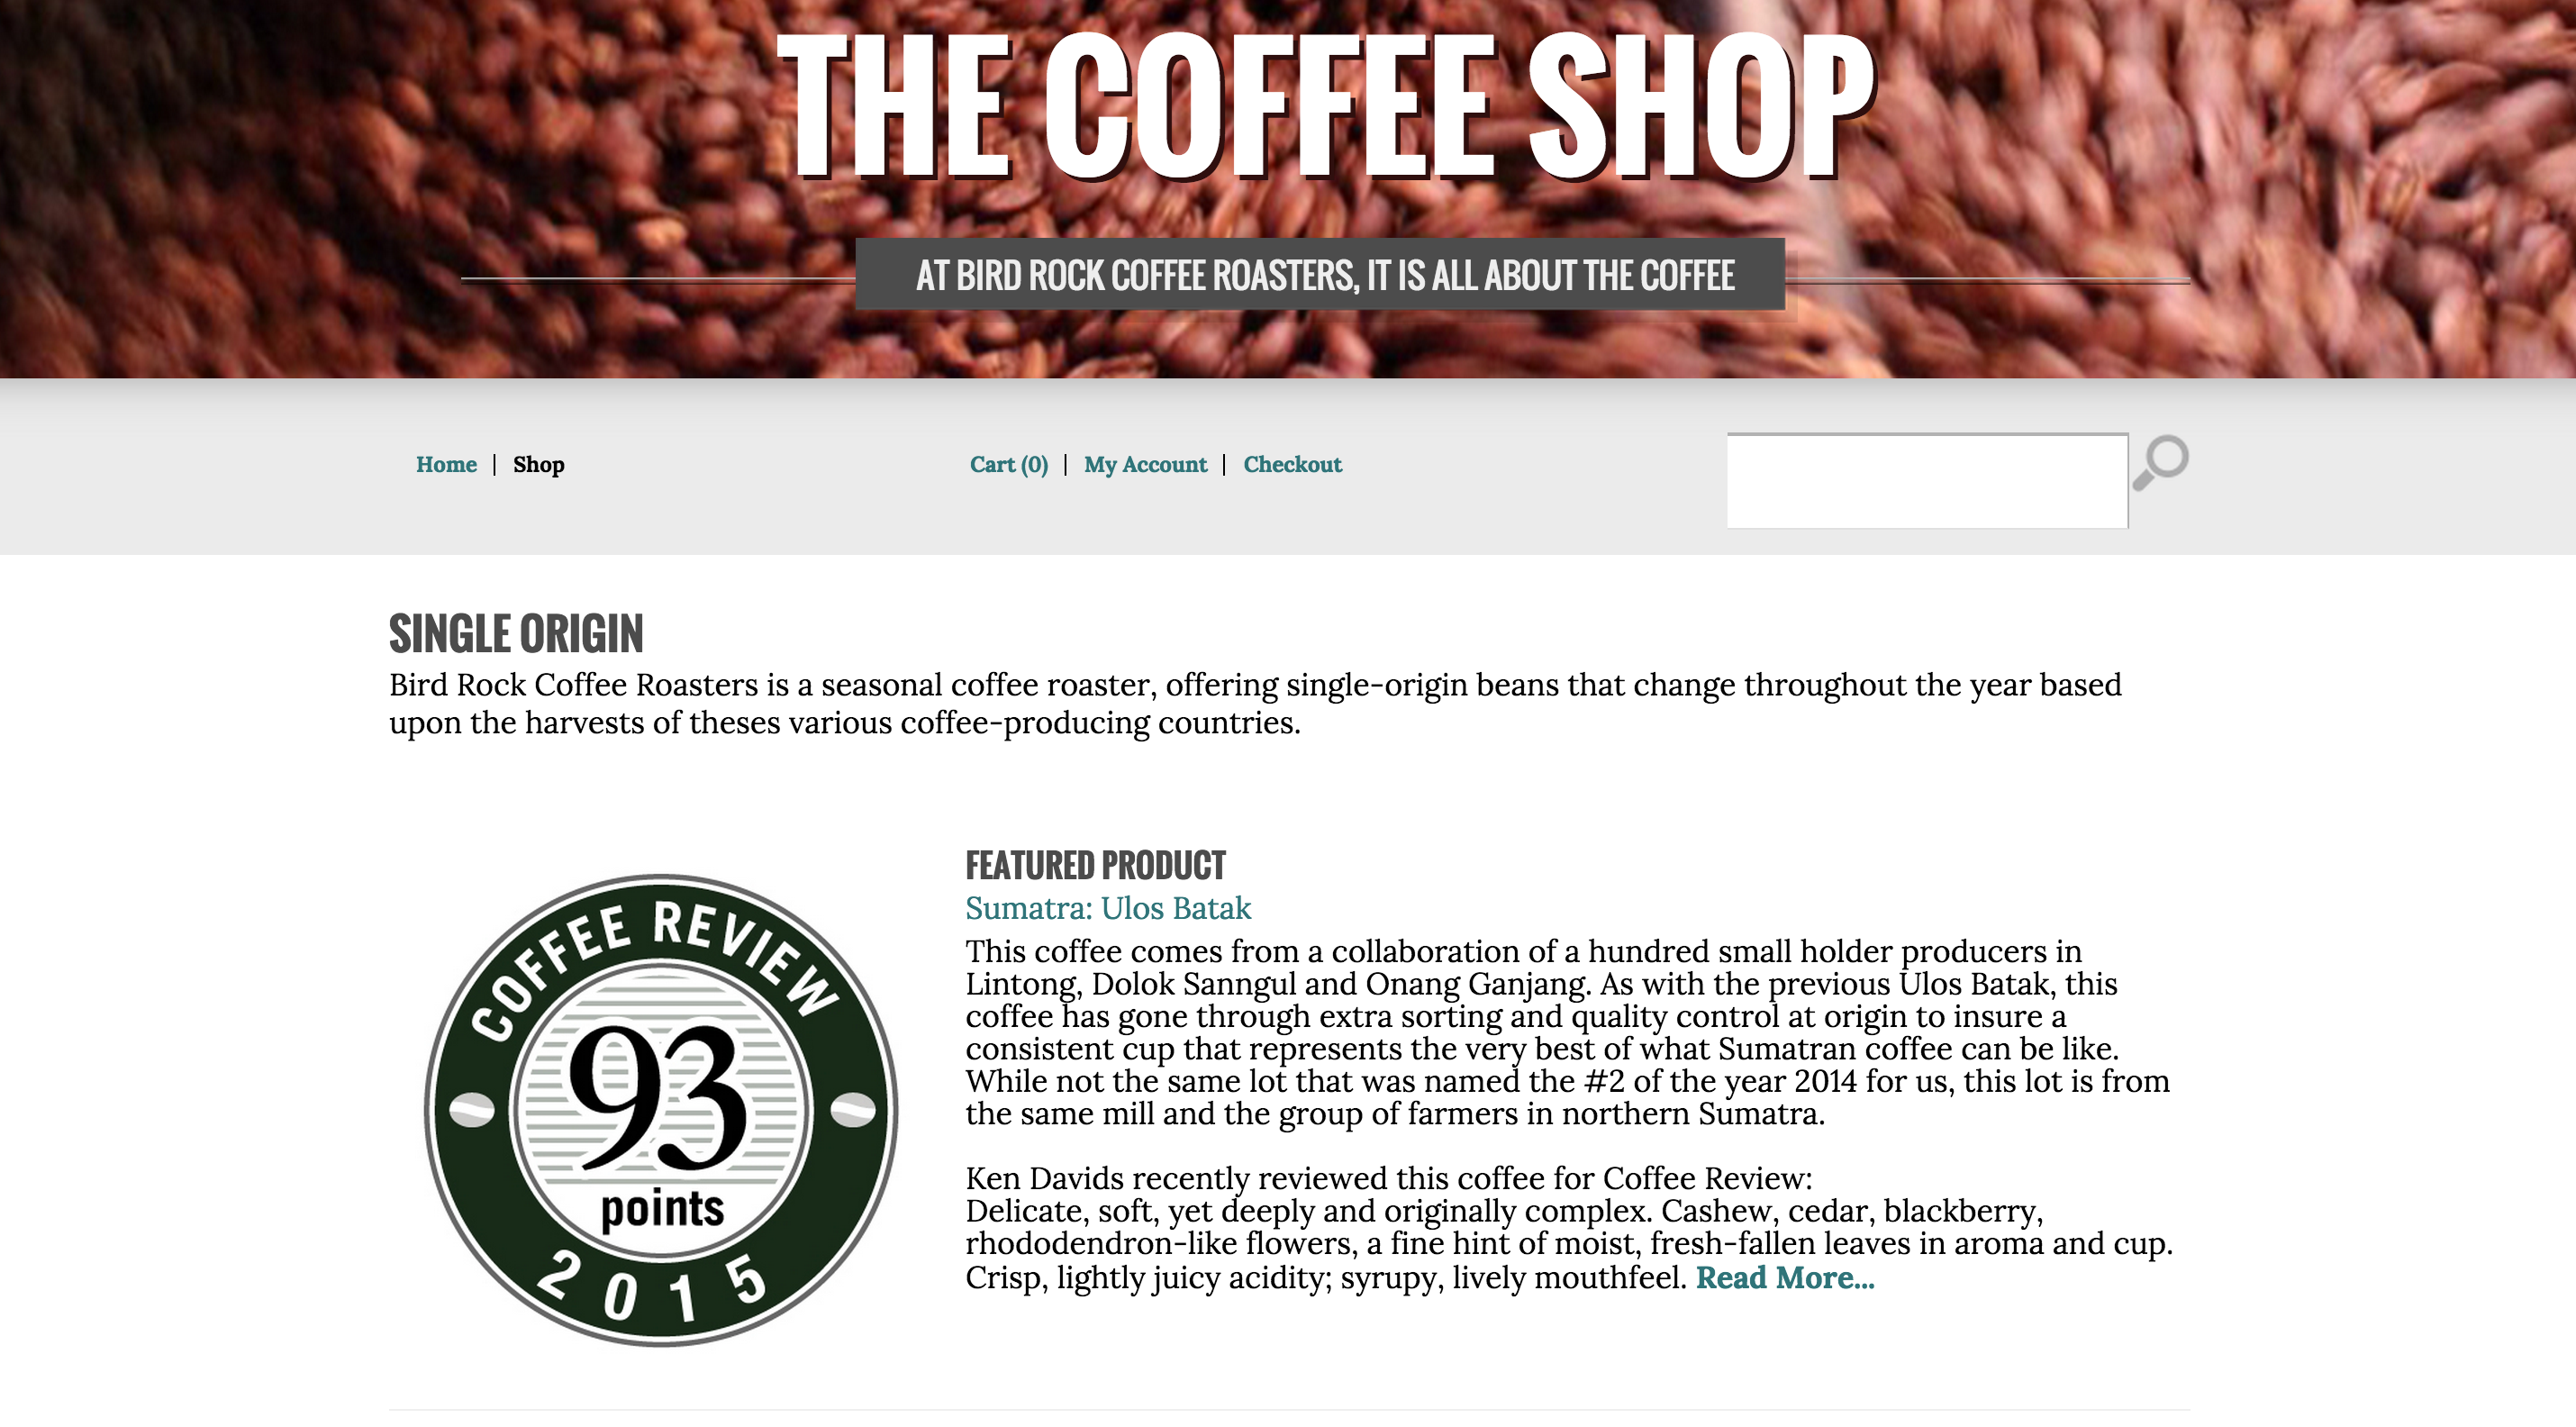 THE COFFEE SHOP
AT BIRD ROCK COFFEE ROASTERS, IT IS ALL ABOUT THE COFFEE
Home | Shop
Cart (0) | My Account | Checkout
SINGLE ORIGIN
Bird Rock Coffee Roasters is a seasonal coffee roaster, offering single-origin beans that change throughout the year based
upon the harvests of theses various coffee-producing countries.
COFFEE REVIEW
93
points
2015
FEATURED PRODUCT
Sumatra: Ulos Batak
This coffee comes from a collaboration of a hundred small holder producers in
Lintong, Dolok Sanngul and Onang Ganjang. As with the previous Ulos Batak, this
coffee has gone through extra sorting and quality control at origin to insure a
consistent cup that represents the very best of what Sumatran coffee can be like.
While not the same lot that was named the #2 of the year 2014 for us, this lot is from
the same mill and the group of farmers in northern Sumatra.
Ken Davids recently reviewed this coffee for Coffee Review:
Delicate, soft, yet deeply and originally complex. Cashew, cedar, blackberry,
rhododendron-like flowers, a fine hint of moist, fresh-fallen leaves in aroma and cup.
Crisp, lightly juicy acidity; syrupy, lively mouthfeel. Read More...